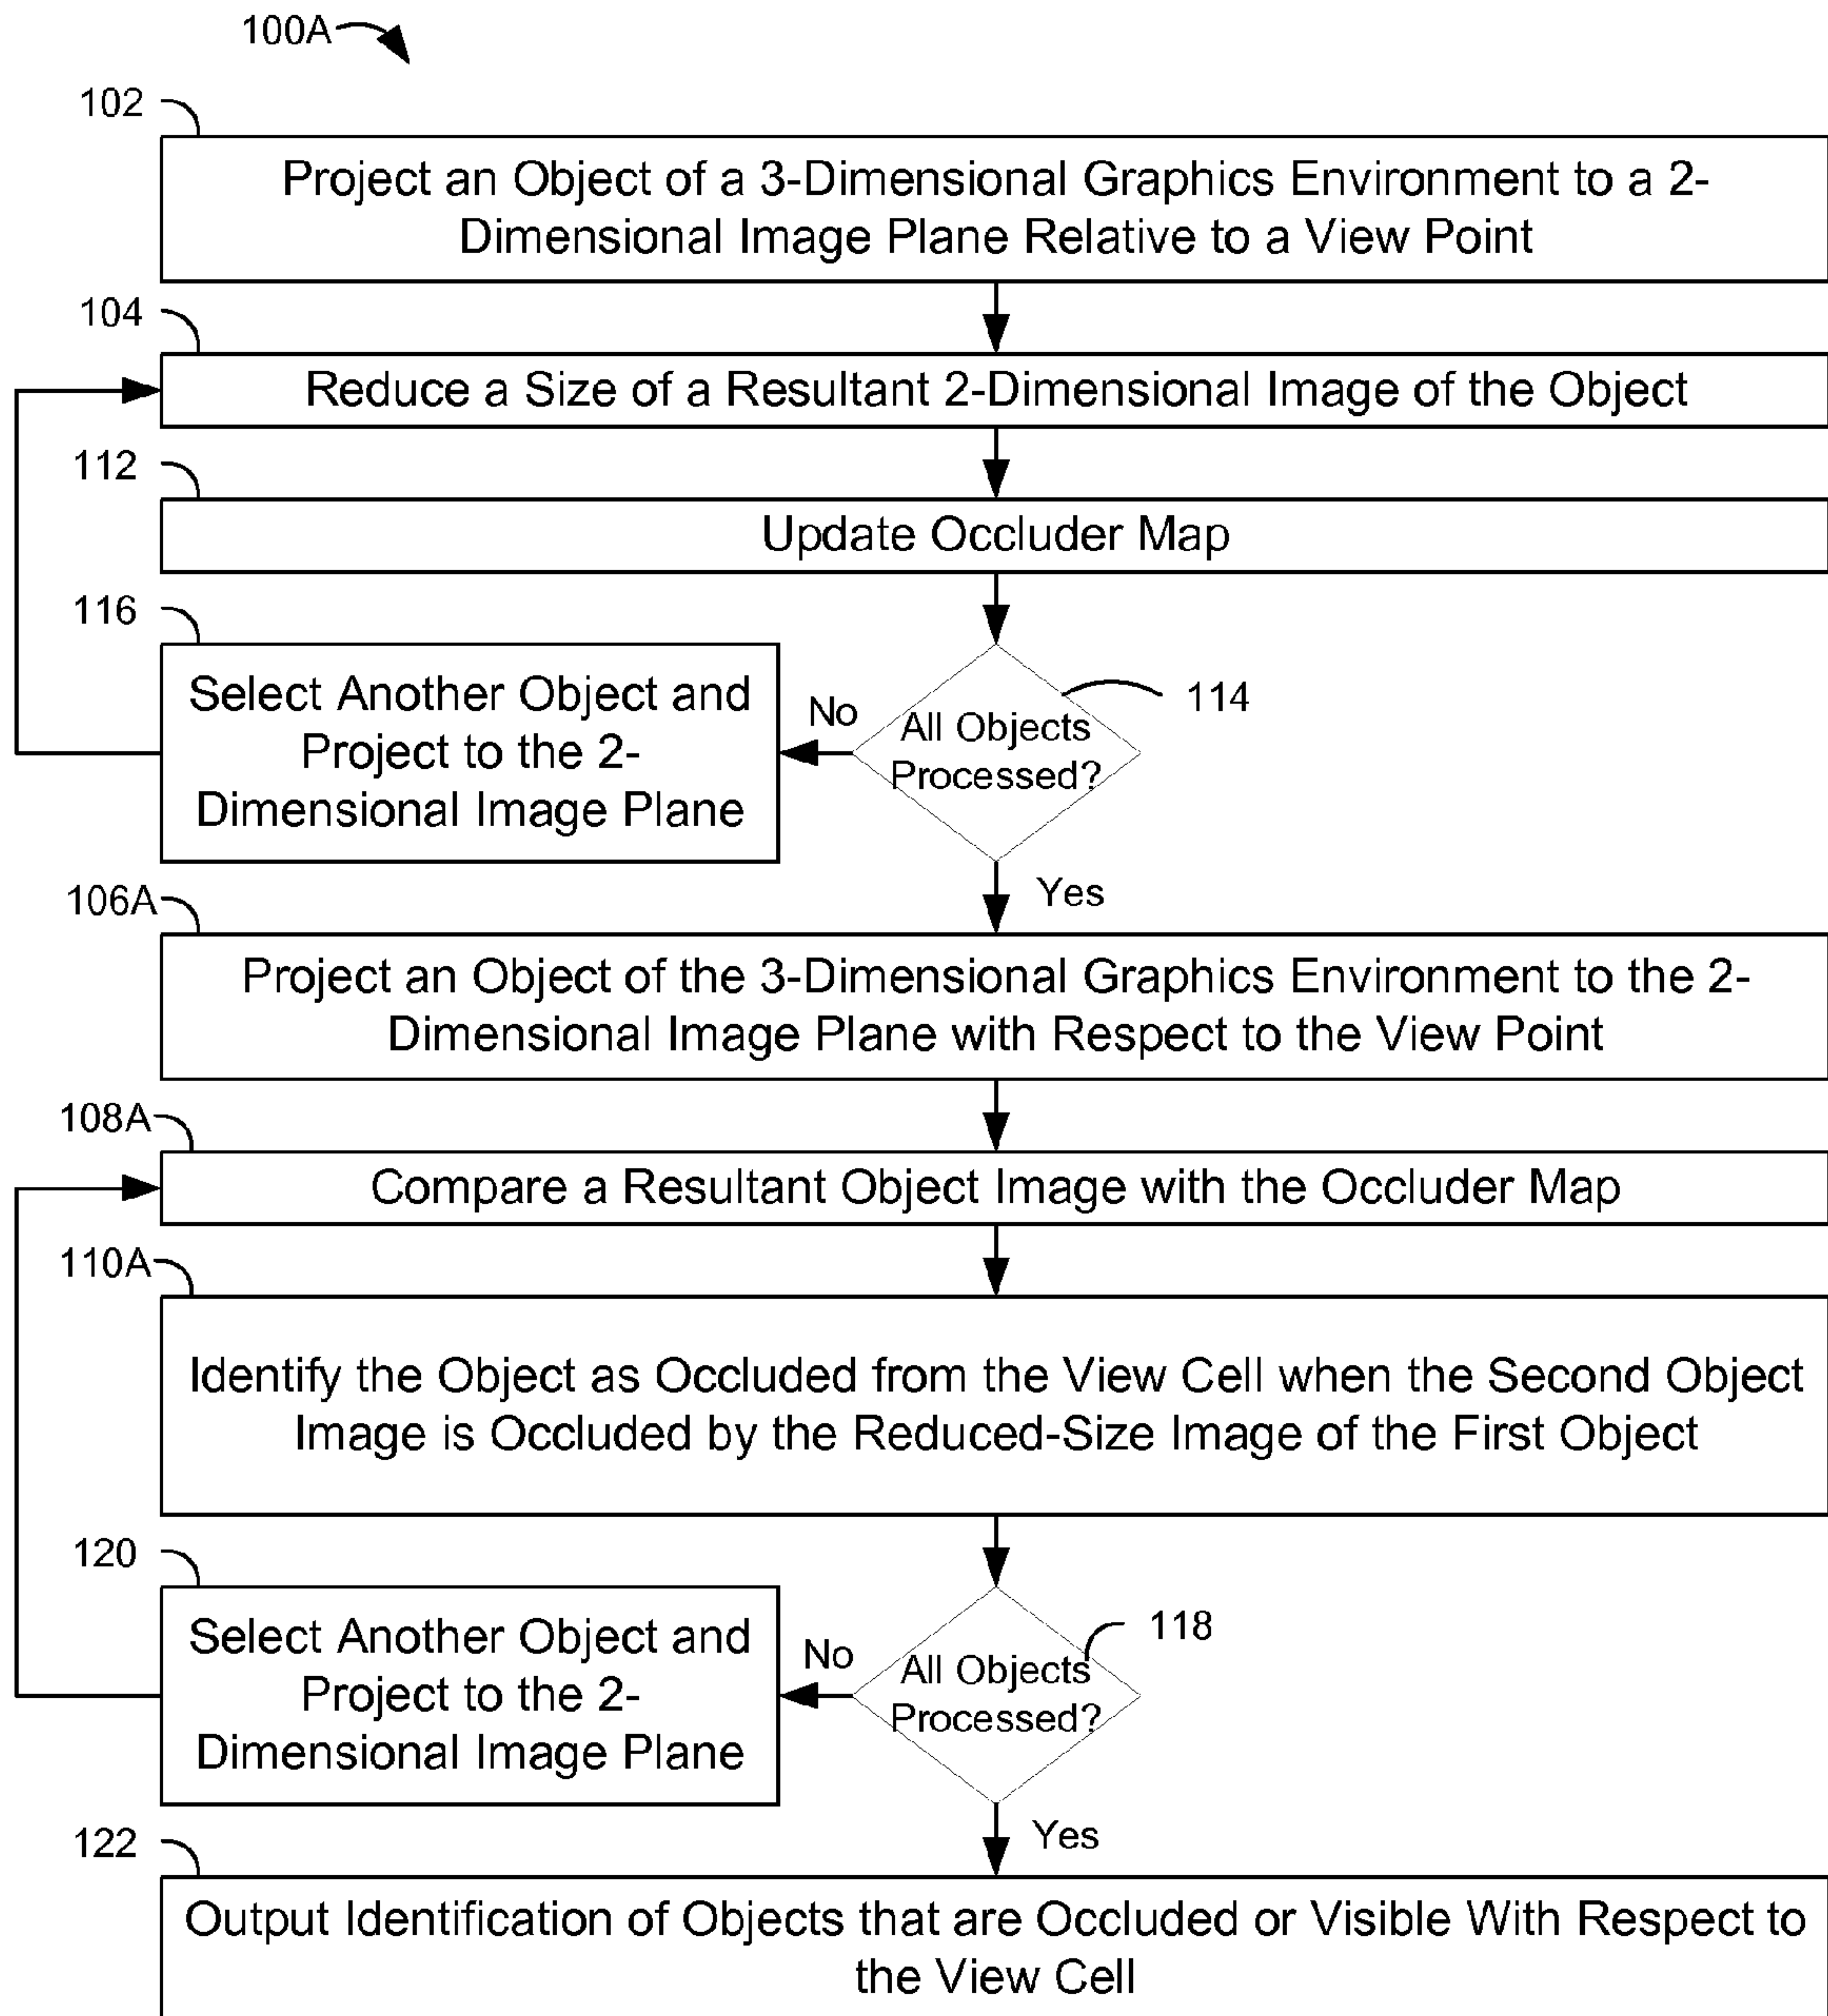 100A
102
Project an Object of a 3-Dimensional Graphics Environment to a 2-
Dimensional Image Plane Relative to a View Point
104
Reduce a Size of a Resultant 2-Dimensional Image of the Object
112
Update Occluder Map
116
Select Another Object and
Project to the 2-
Dimensional Image Plane
No
All Objects
Processed?
114
Yes
106A
Project an Object of the 3-Dimensional Graphics Environment to the 2-
Dimensional Image Plane with Respect to the View Point
108A
Compare a Resultant Object Image with the Occluder Map
110A
Identify the Object as Occluded from the View Cell when the Second Object
Image is Occluded by the Reduced-Size Image of the First Object
120
Select Another Object and
Project to the 2-
Dimensional Image Plane
No
All Objects
Processed?
118
Yes
122
Output Identification of Objects that are Occluded or Visible With Respect to
the View Cell